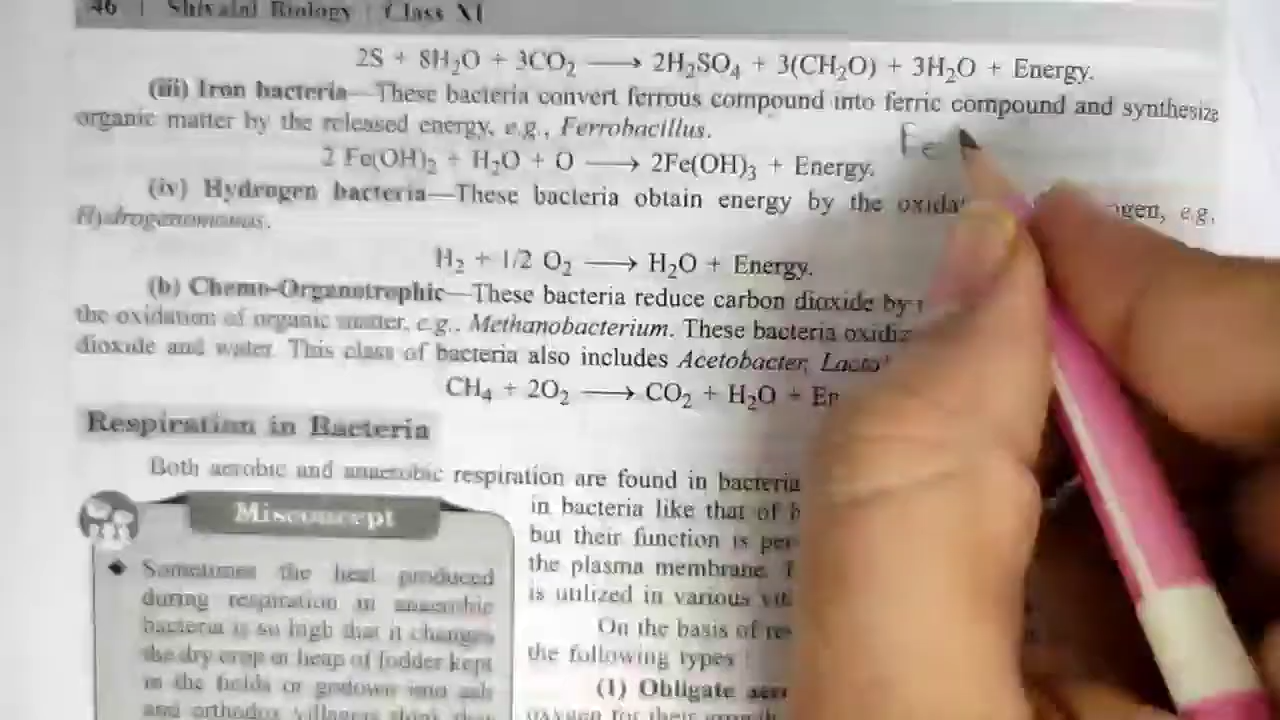 46 | Shivalal Biology : Class XI
2S + 8H₂O + 3CO₂ ⟶ 2H₂SO₄ + 3(CH₂O) + 3H₂O + Energy.
(iii) Iron bacteria—These bacteria convert ferrous compound into ferric compound and synthesize
organic matter by the released energy, e.g., Ferrobacillus.
Fe
2 Fe(OH)₂ + H₂O + O ⟶ 2Fe(OH)₃ + Energy.
(iv) Hydrogen bacteria—These bacteria obtain energy by the e.g.
Hydrogenomonas.
H₂ + 1/2 O₂ ⟶ H₂O + Energy.
(b) Chemo-Organotrophic—These bacteria reduce carbon dioxide by
the oxidation of organic matter, e.g., Methanobacterium. These bacteria
dioxide and water. This class of bacteria also includes Acetobacter,
CH₄ + 2O₂ ⟶ CO₂ + H₂O +
Respiration in Bacteria
Both aerobic and anaerobic respiration are found in bacteria
in bacteria like that of
but their function is
the plasma membrane.
is utilized in various
On the basis of
the following types :
(1) Obligate
oxygen for their growth
Misconcept
◆ Sometimes the heat produced
during respiration in anaerobic
bacteria is so high that it changes
the dry crop or heap of fodder kept
in the fields or godown into ash
and orthodox villagers think that